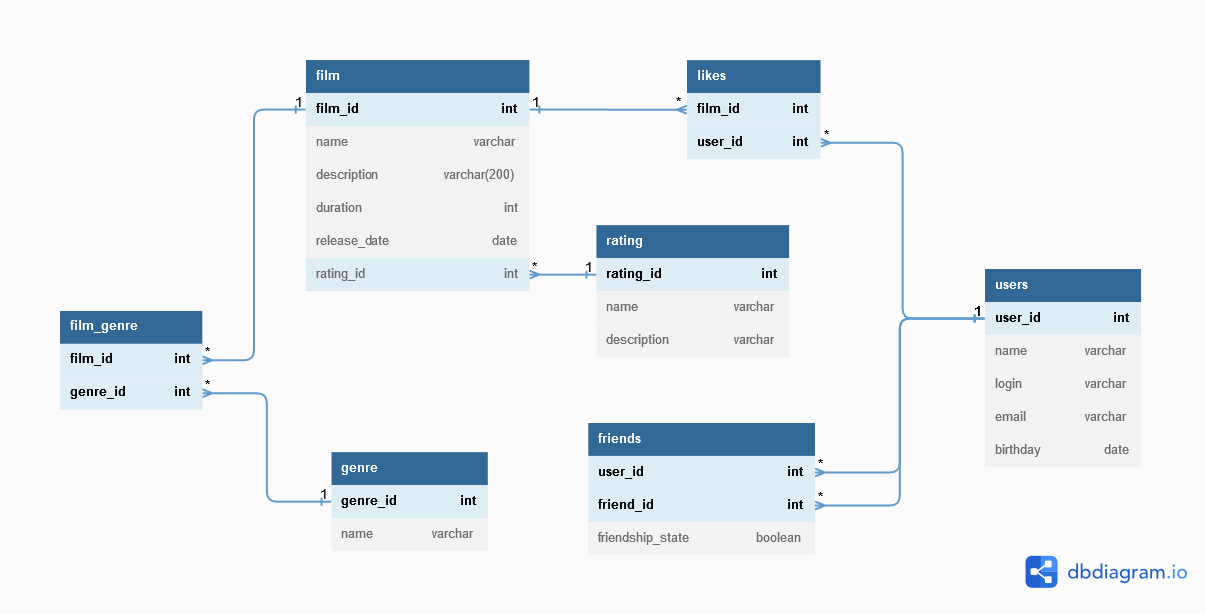 film
1 film_id int 1
name varchar
description varchar(200)
duration int
release_date date
rating_id int *
likes
* film_id int
user_id int *
rating
1 rating_id int
name varchar
description varchar
users
1 user_id int
name varchar
login varchar
email varchar
birthday date
film_genre
film_id int *
genre_id int *
genre
1 genre_id int
name varchar
friends
user_id int *
friend_id int *
friendship_state boolean
dbdiagram.io